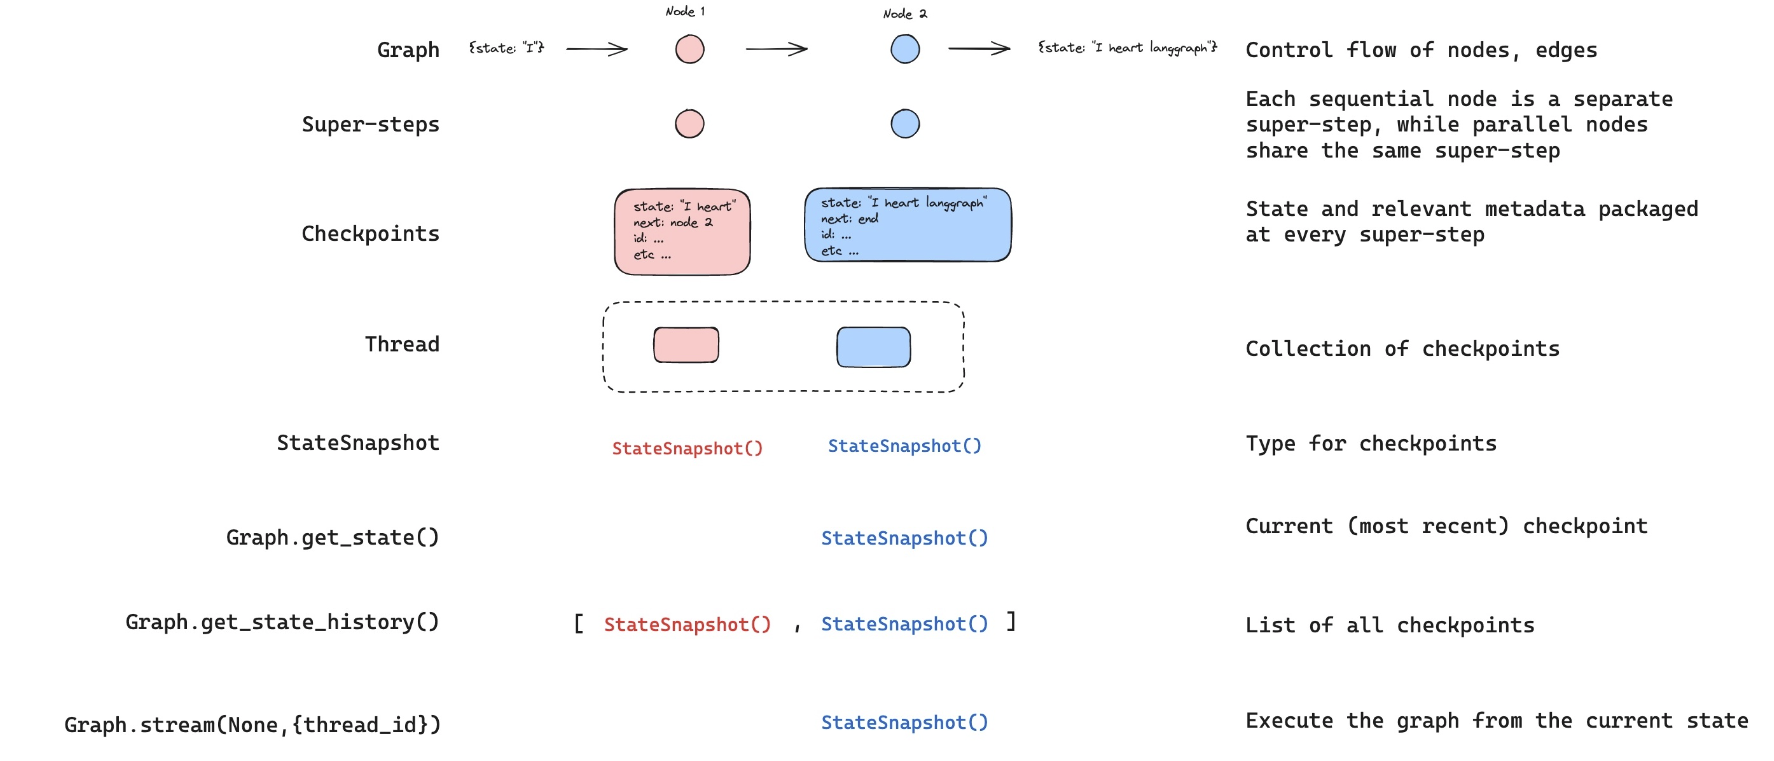 Node 1
Node 2
Graph
{state: "I"}
{state: "I heart langgraph"}
Control flow of nodes, edges
Super-steps
Each sequential node is a separate
super-step, while parallel nodes
share the same super-step
Checkpoints
state: "I heart"
next: node 2
id: ...
etc ...
state: "I heart langgraph"
next: end
id: ...
etc ...
State and relevant metadata packaged
at every super-step
Thread
Collection of checkpoints
StateSnapshot
StateSnapshot()
StateSnapshot()
Type for checkpoints
Graph.get_state()
StateSnapshot()
Current (most recent) checkpoint
Graph.get_state_history()
[ StateSnapshot() , StateSnapshot() ]
List of all checkpoints
Graph.stream(None,{thread_id})
StateSnapshot()
Execute the graph from the current state